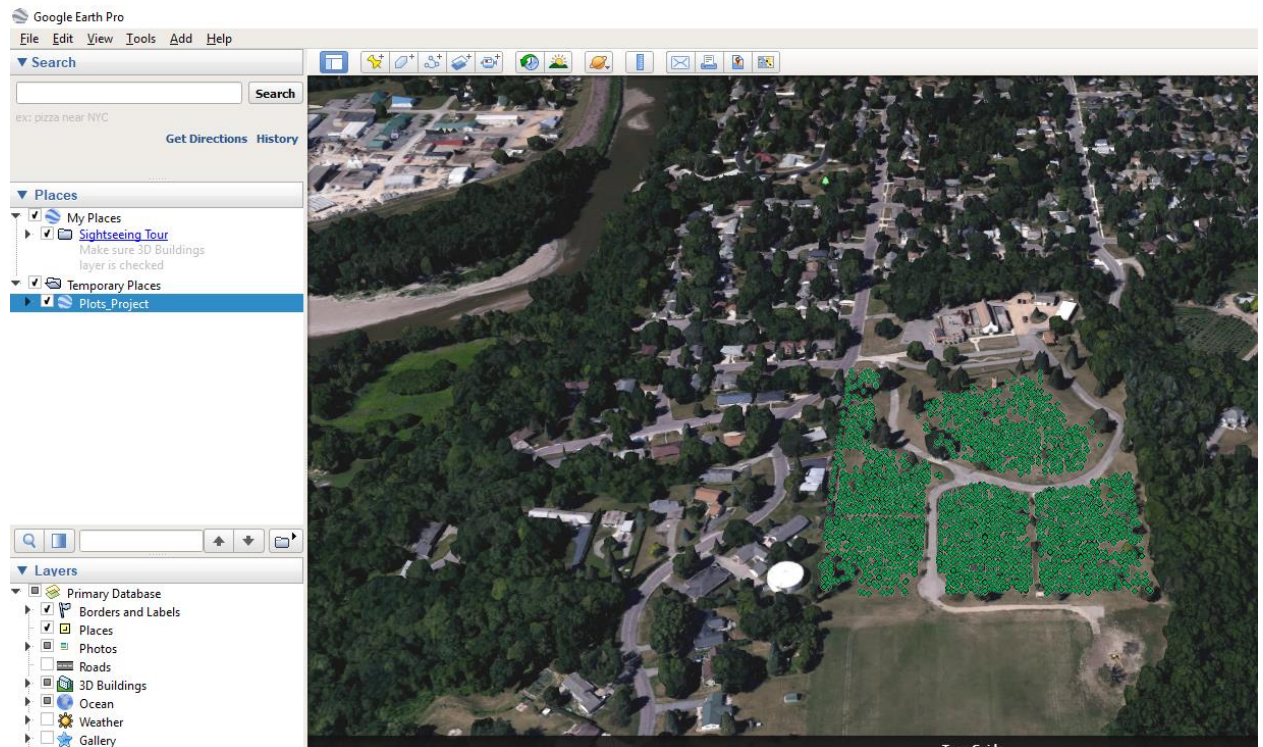 Google Earth Pro
File Edit View Tools Add Help
▼ Search
Search
ex: pizza near NYC
Get Directions History
▼ Places
My Places
Sightseeing Tour
Make sure 3D Buildings
layer is checked
Temporary Places
Plots_Project
▼ Layers
Primary Database
Borders and Labels
Places
Photos
Roads
3D Buildings
Ocean
Weather
Gallery